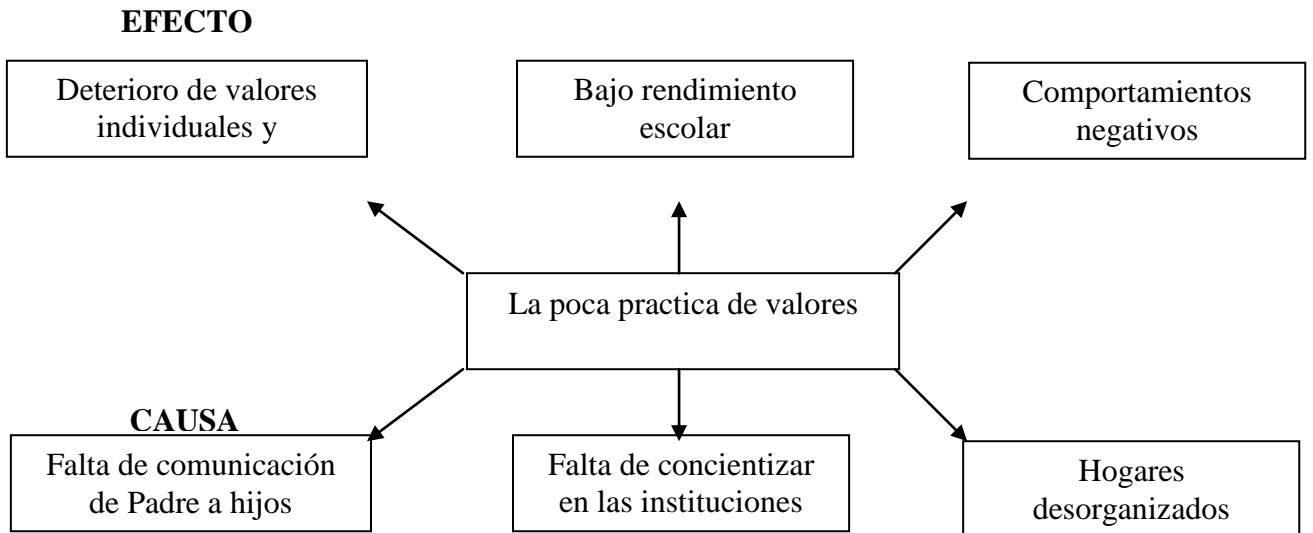 EFECTO
Deterioro de valores
individuales y
Bajo rendimiento
escolar
Comportamientos
negativos
La poca practica de valores
CAUSA
Falta de comunicación
de Padre a hijos
Falta de concientizar
en las instituciones
Hogares
desorganizados